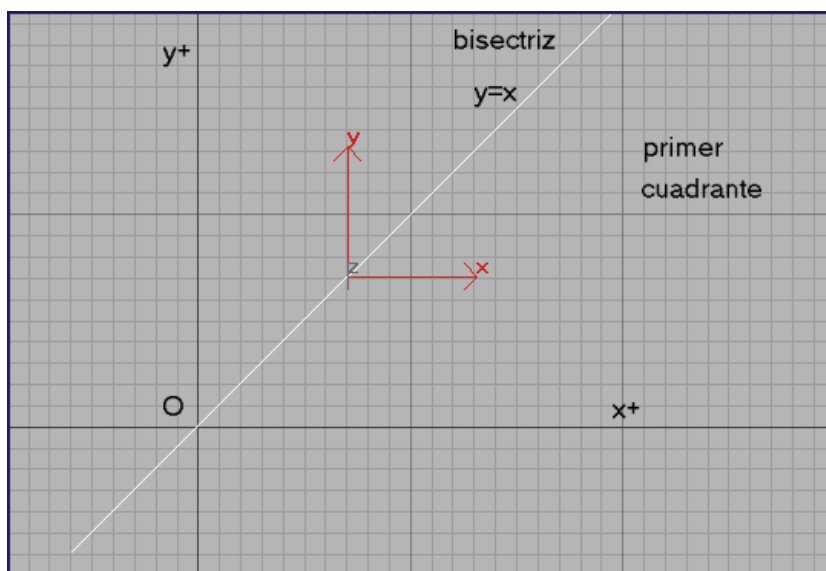 bisectriz
y+
y=x
y
primer
cuadrante
z
x
O
x+